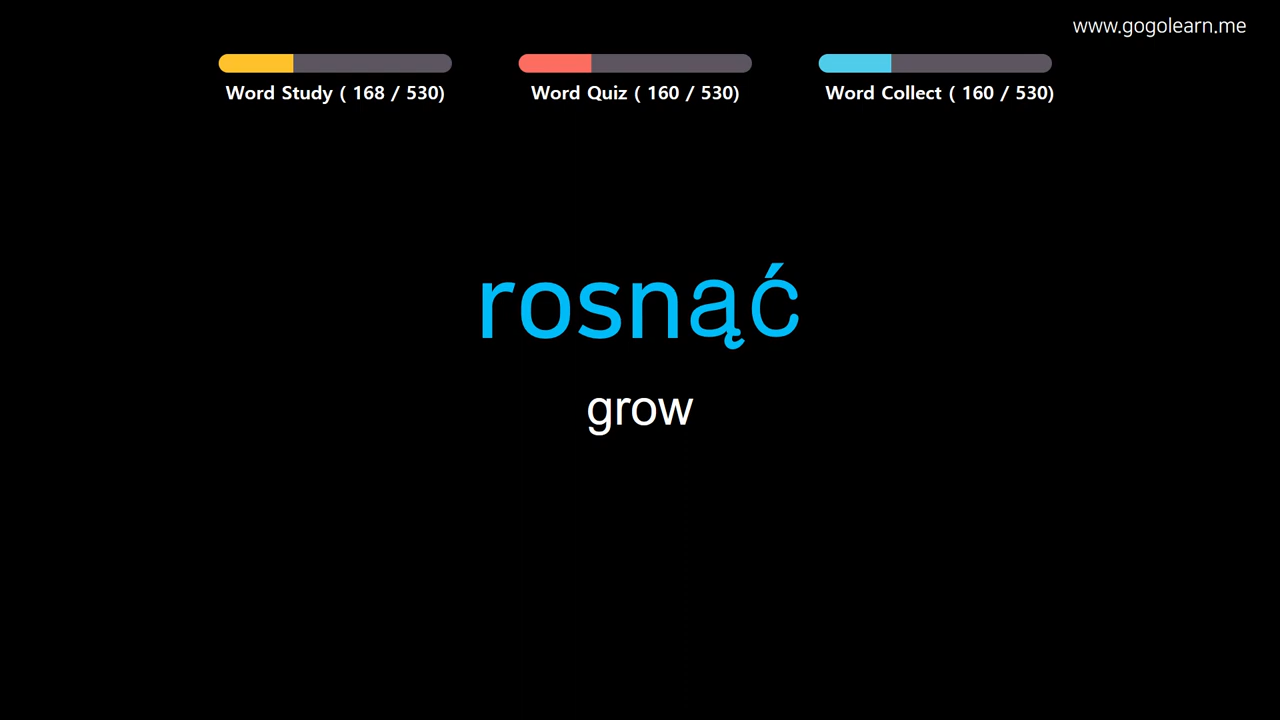 www.gogolearn.me
Word Study ( 168 / 530)
Word Quiz ( 160 / 530)
Word Collect ( 160 / 530)
rosnąć
grow